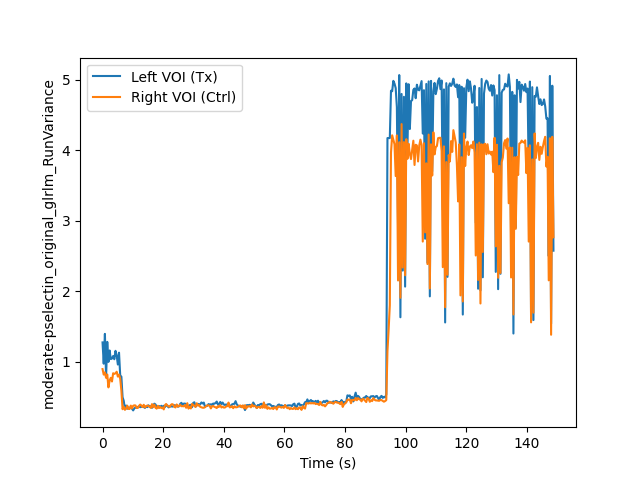 Left VOI (Tx)
Right VOI (Ctrl)
moderate-pselectin_original_glrlm_RunVariance
5
4
3
2
1
0 20 40 60 80 100 120 140
Time (s)